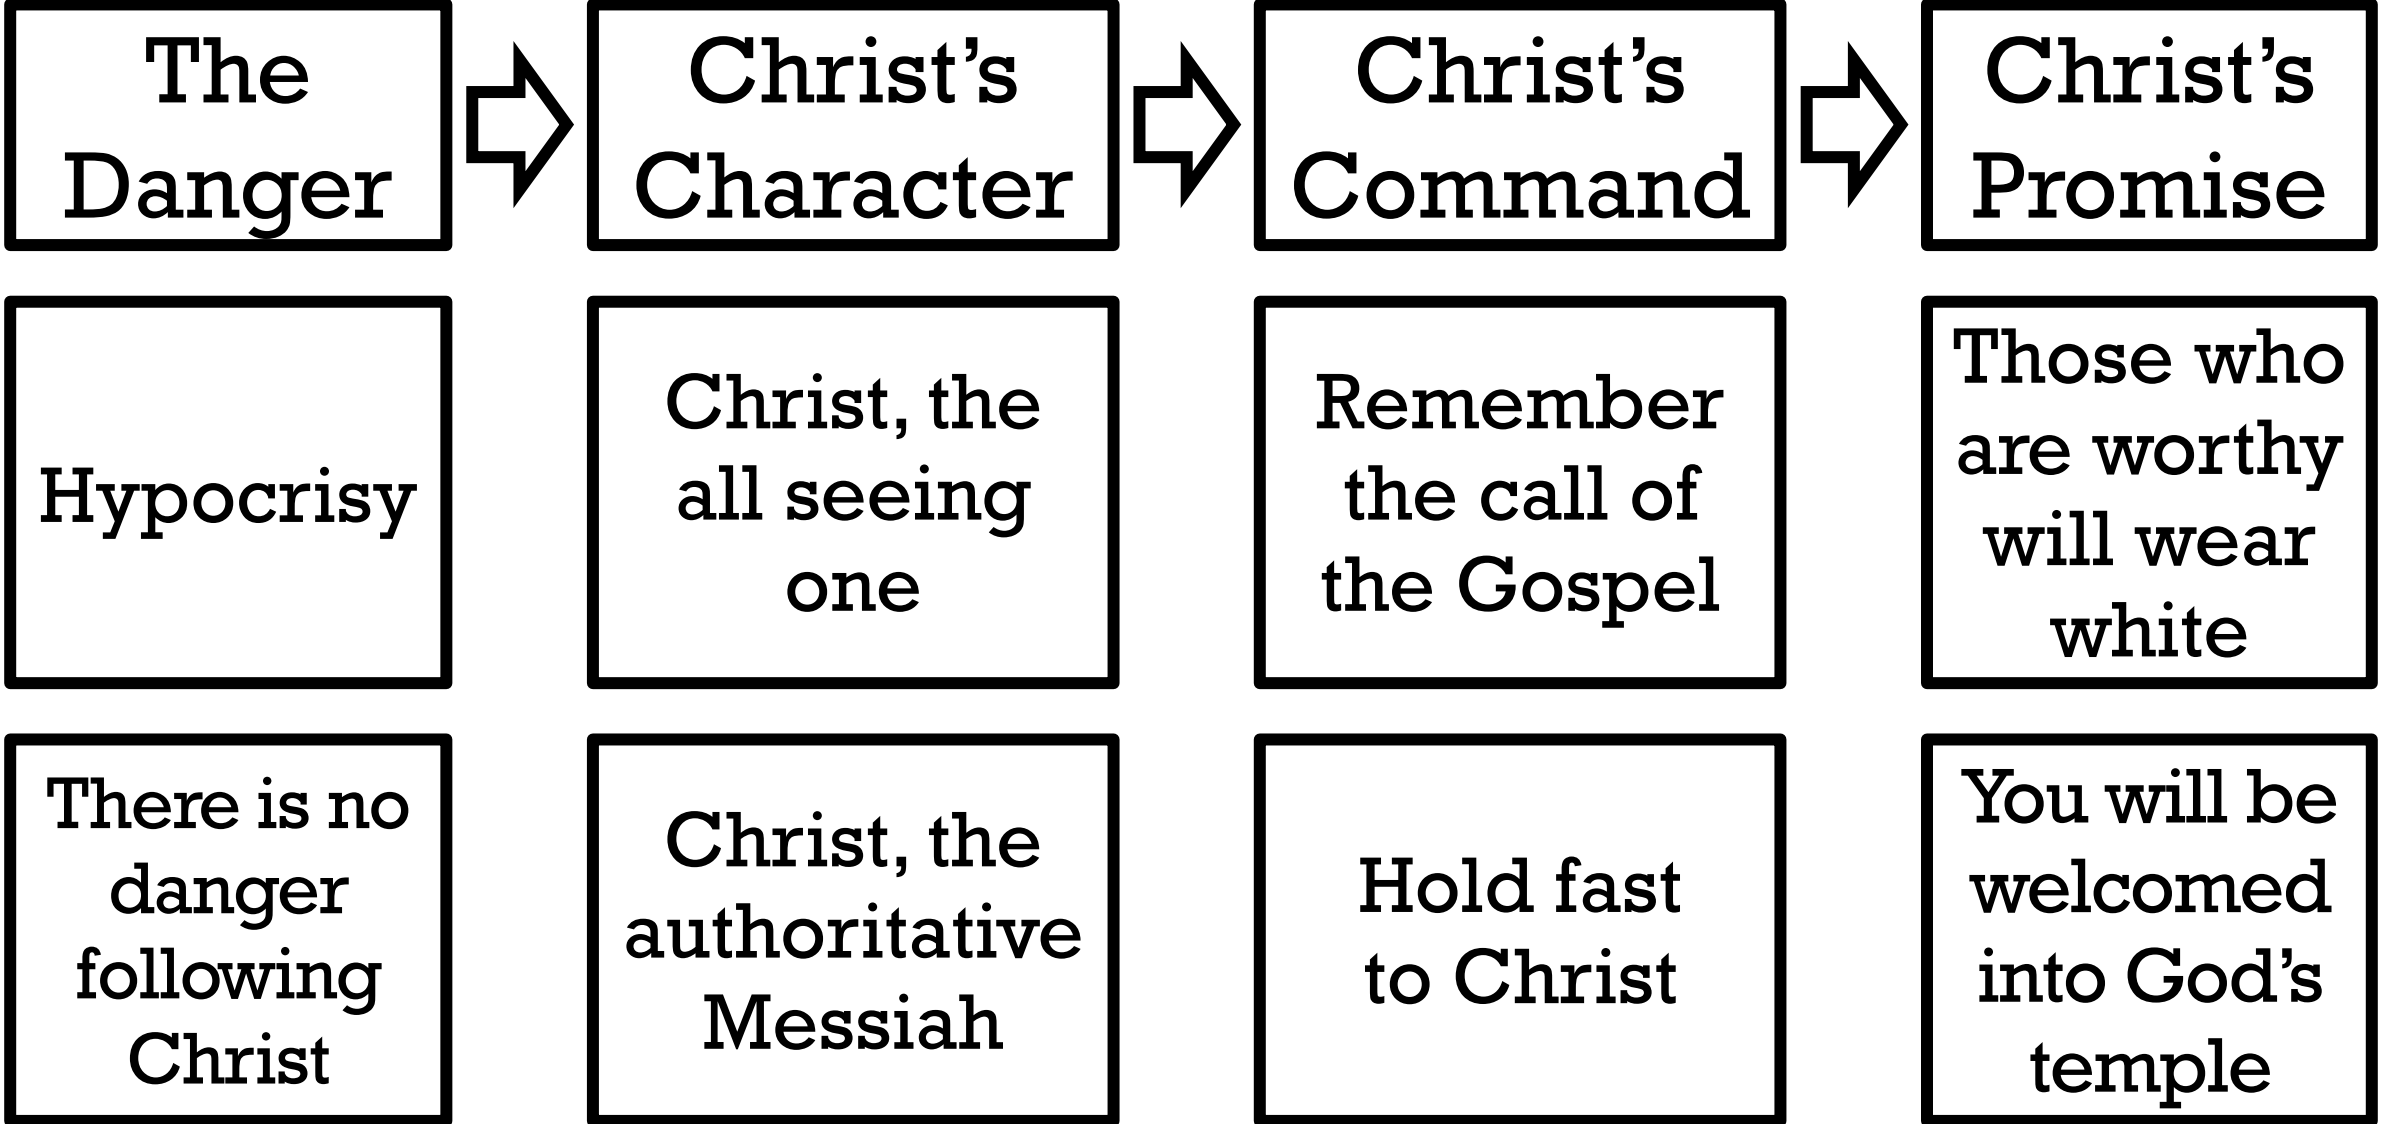 The
Danger
Christ’s
Character
Christ’s
Command
Christ’s
Promise
Hypocrisy
Christ, the
all seeing
one
Remember
the call of
the Gospel
Those who
are worthy
will wear
white
There is no
danger
following
Christ
Christ, the
authoritative
Messiah
Hold fast
to Christ
You will be
welcomed
into God’s
temple